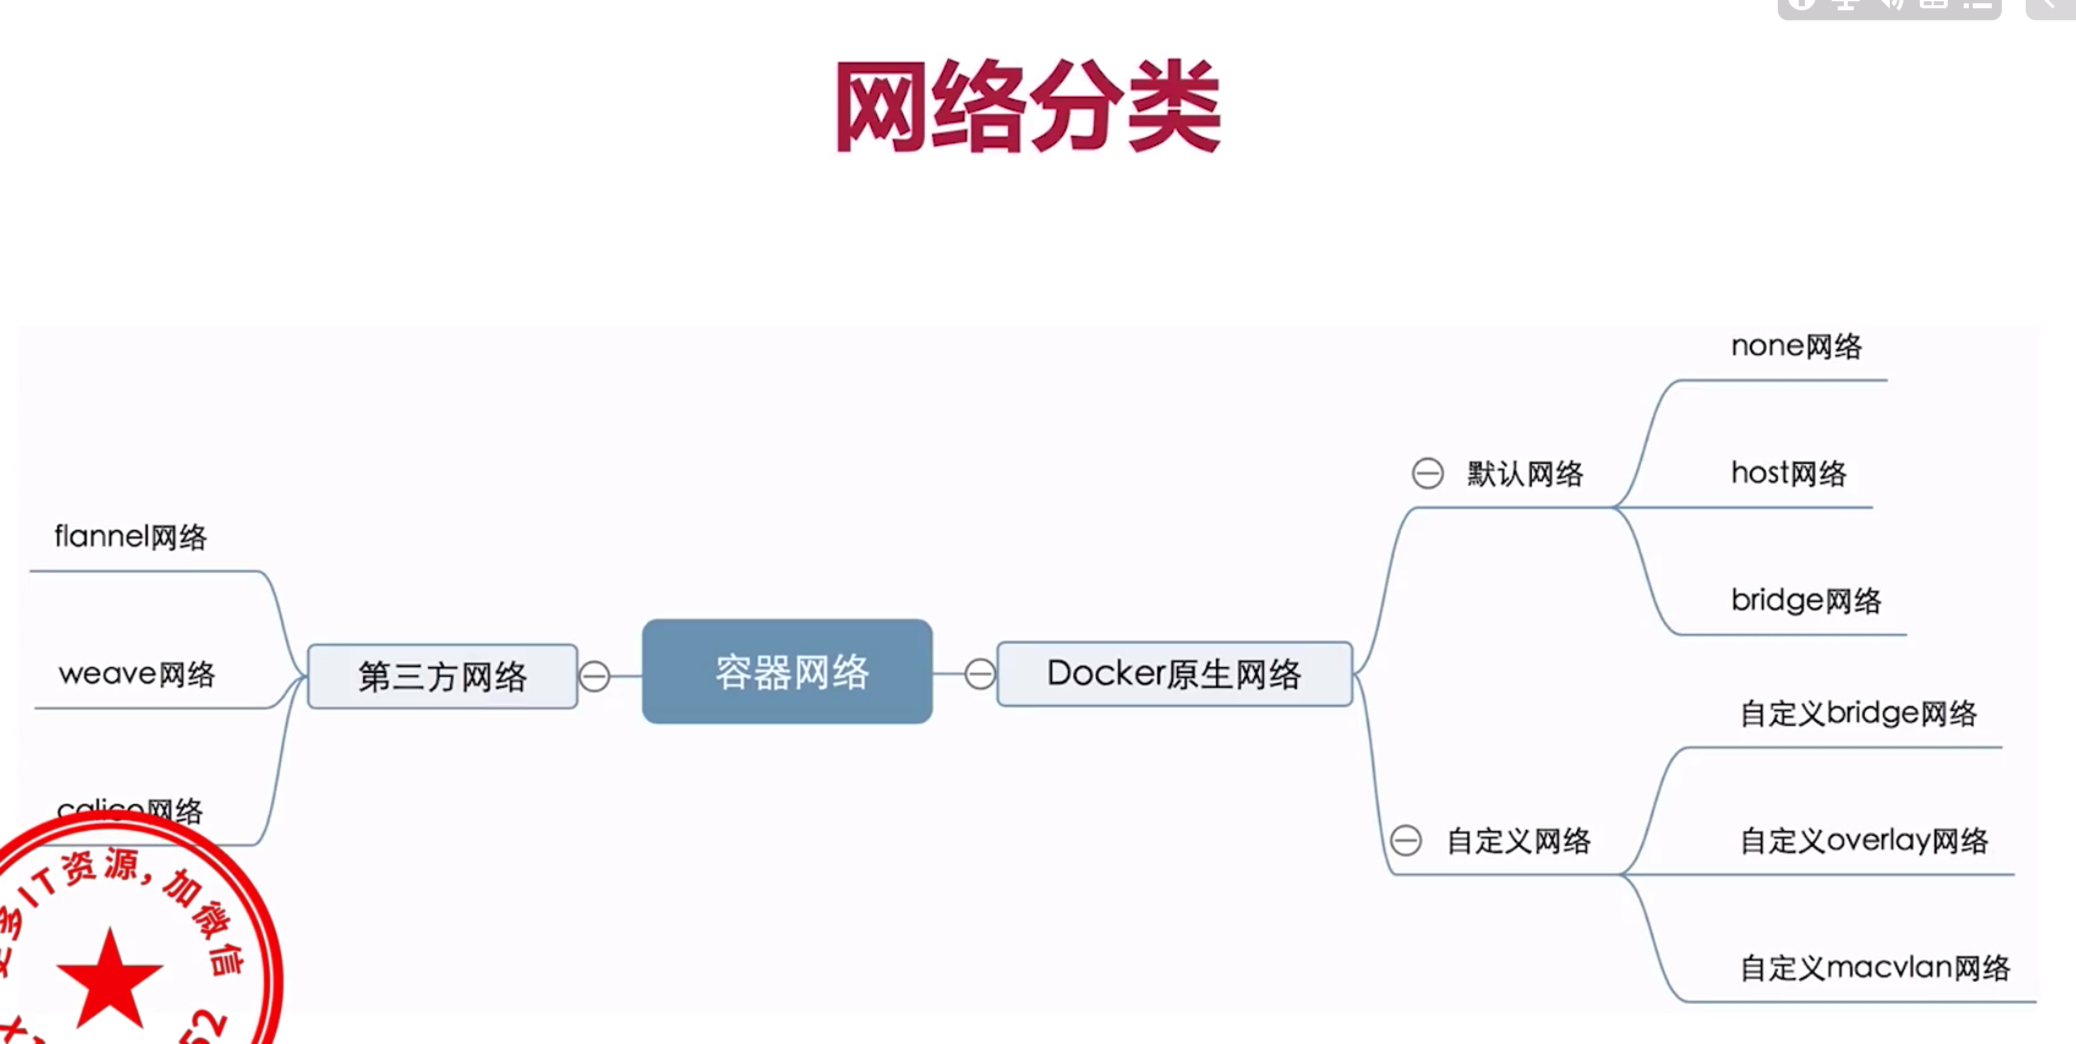 网络分类
none网络
默认网络
host网络
bridge网络
flannel网络
weave网络
calico网络
第三方网络
容器网络
Docker原生网络
自定义bridge网络
自定义网络
自定义overlay网络
自定义macvlan网络
多IT资源,加微信
52